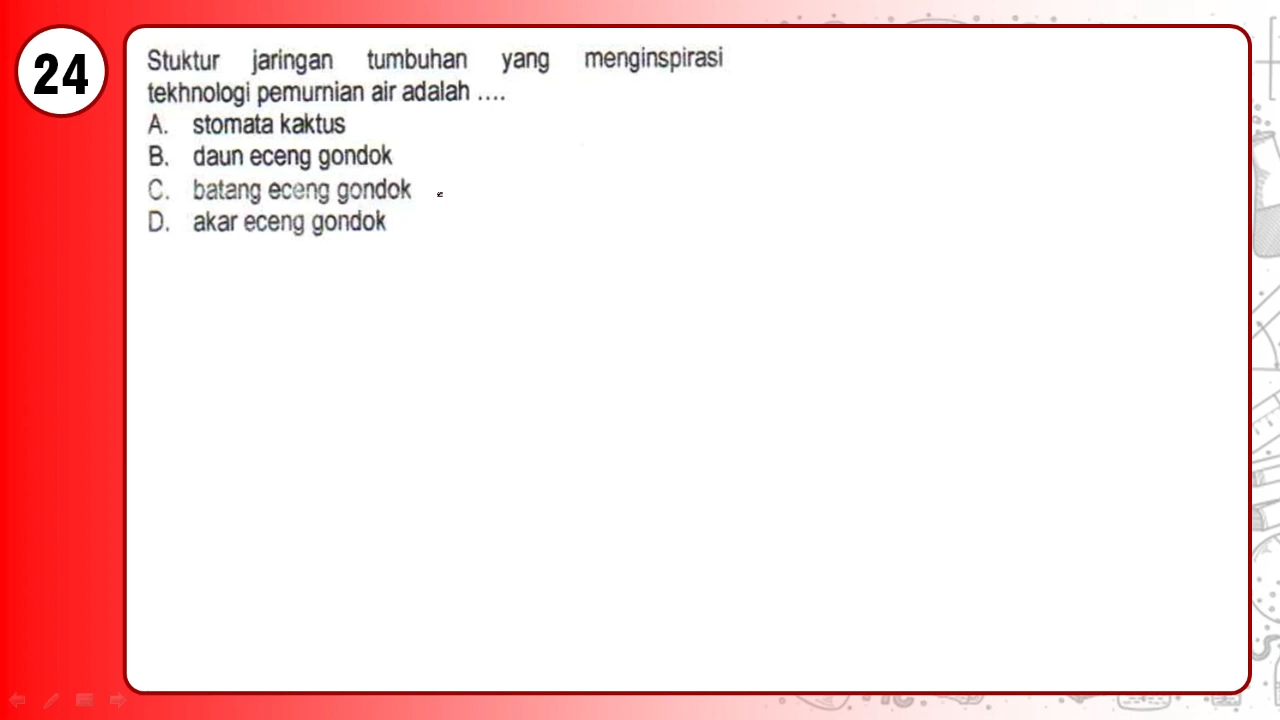 24
Stuktur jaringan tumbuhan yang menginspirasi
tekhnologi pemurnian air adalah ....
A. stomata kaktus
B. daun eceng gondok
C. batang eceng gondok
D. akar eceng gondok